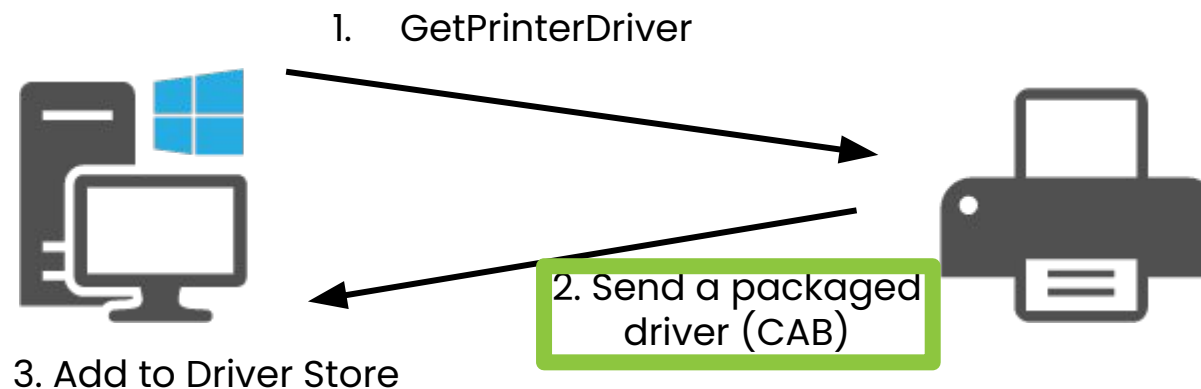 1. GetPrinterDriver
2. Send a packaged
driver (CAB)
3. Add to Driver Store